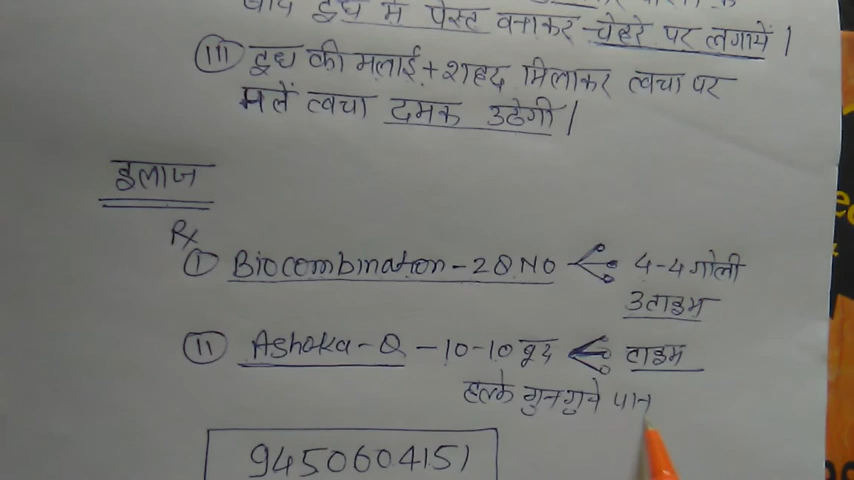 बाद दूध में पेस्ट बनाकर चेहरे पर लगायें |
(III) दूध की मलाई + शहद मिलाकर त्वचा पर
मलें त्वचा दमक उठेगी |
इलाज
Rx
(I) Biocombination - 28 NO 4-4 गोली
3 टाइम
(II) Ashoka - Q - 10-10 बूंद टाइम
हल्के गुनगुने पान
9450604151